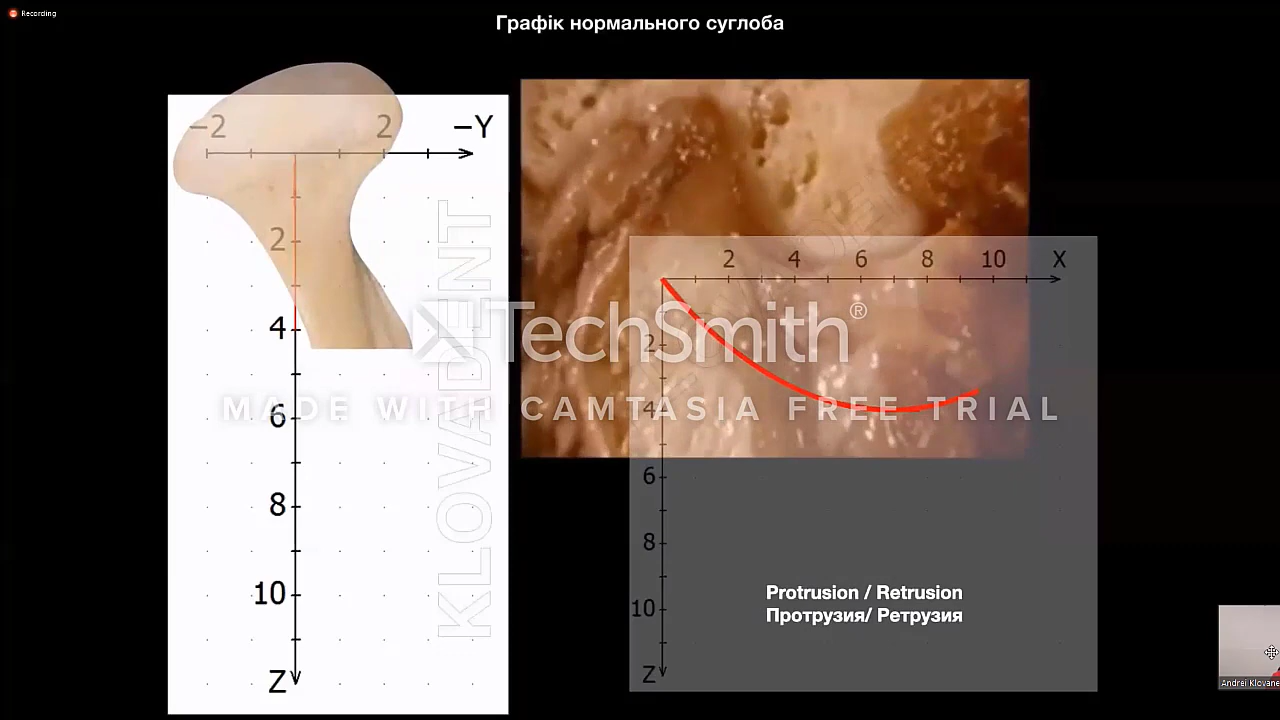 Recording
Графік нормального суглоба
−2 2 −Y
2
4
6
8
10
Z
KLOVADENT
2 4 6 8 10 X
2
4
6
8
10
Z
TechSmith®
MADE WITH CAMTASIA FREE TRIAL
Protrusion / Retrusion
Протрузия/ Ретрузия
Andrei Klovane